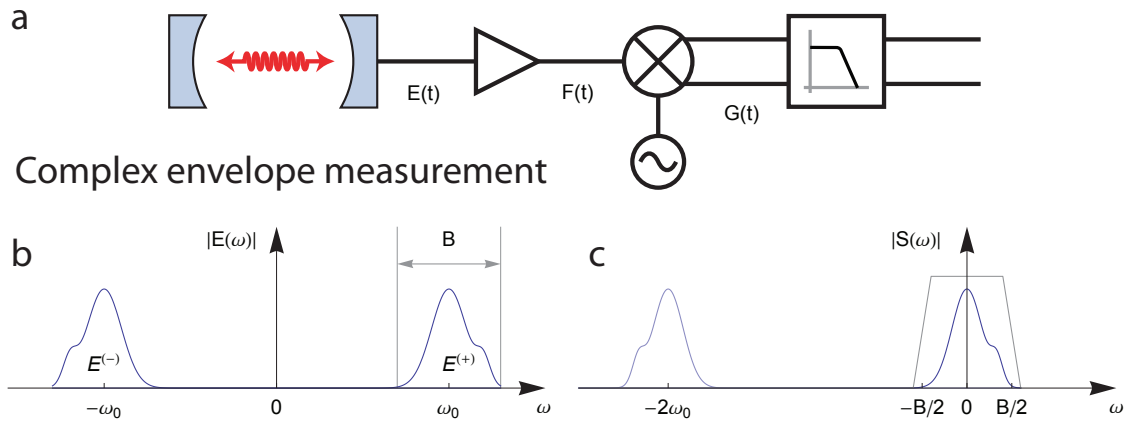 a
E(t)
F(t)
G(t)
Complex envelope measurement
b
|E(ω)|
B
E(-)
E(+)
-ω0
0
ω0
ω
c
|S(ω)|
-2ω0
-B/2
0
B/2
ω